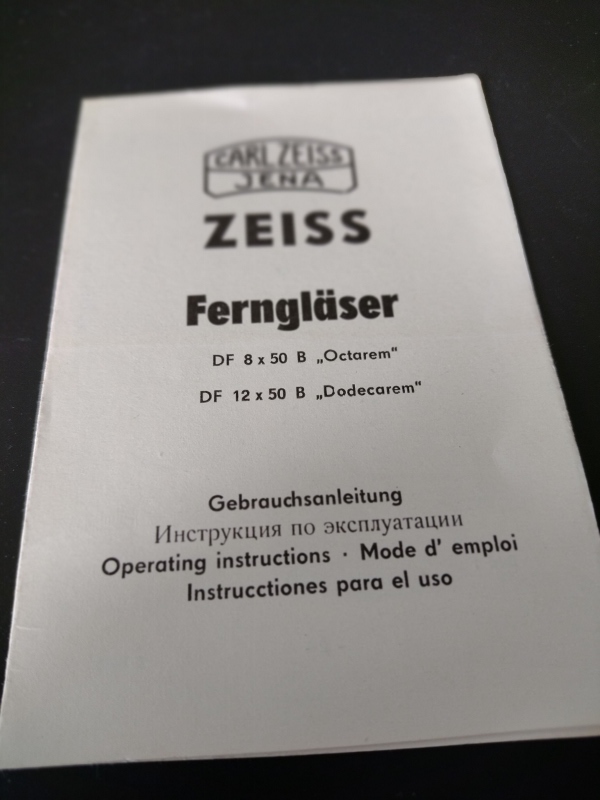 CARL ZEISS
JENA
ZEISS
Ferngläser
DF 8 x 50 B „Octarem“
DF 12 x 50 B „Dodecarem“
Gebrauchsanleitung
Инструкция по эксплуатации
Operating instructions · Mode d' emploi
Instrucctiones para el uso